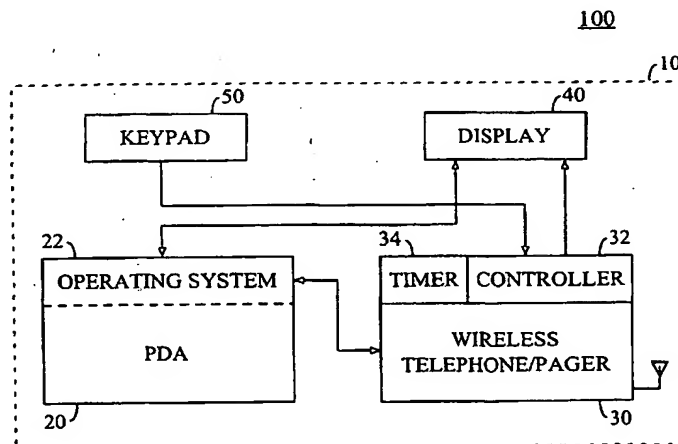 100
10
50
40
KEYPAD
DISPLAY
22
34
32
OPERATING SYSTEM
TIMER
CONTROLLER
PDA
WIRELESS
TELEPHONE/PAGER
20
30